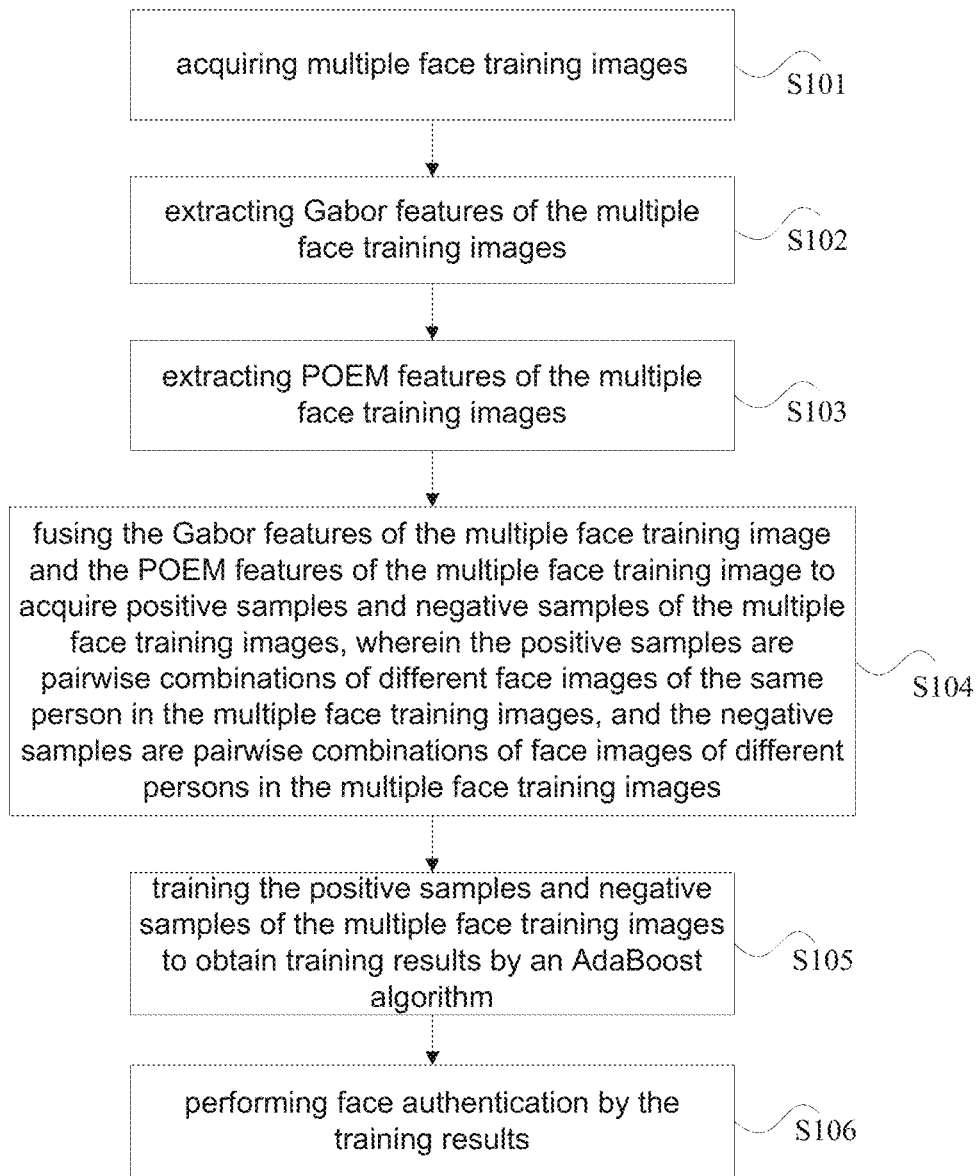 acquiring multiple face training images
S101
extracting Gabor features of the multiple
face training images
S102
extracting POEM features of the multiple
face training images
S103
fusing the Gabor features of the multiple face training image
and the POEM features of the multiple face training image to
acquire positive samples and negative samples of the multiple
face training images, wherein the positive samples are
pairwise combinations of different face images of the same
person in the multiple face training images, and the negative
samples are pairwise combinations of face images of different
persons in the multiple face training images
S104
training the positive samples and negative
samples of the multiple face training images
to obtain training results by an AdaBoost
algorithm
S105
performing face authentication by the
training results
S106